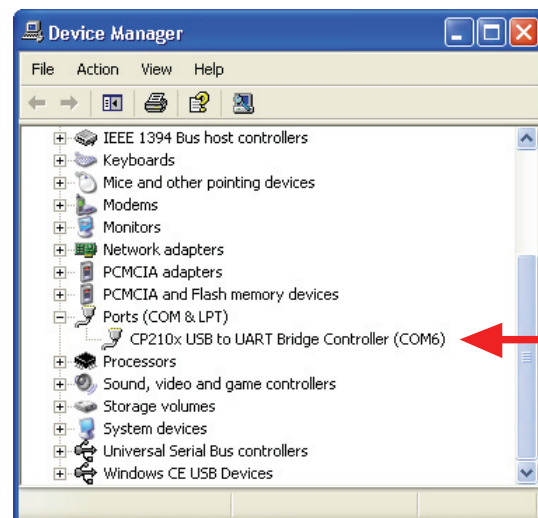 Device Manager
File Action View Help
IEEE 1394 Bus host controllers
Keyboards
Mice and other pointing devices
Modems
Monitors
Network adapters
PCMCIA adapters
PCMCIA and Flash memory devices
Ports (COM & LPT)
CP210x USB to UART Bridge Controller (COM6)
Processors
Sound, video and game controllers
Storage volumes
System devices
Universal Serial Bus controllers
Windows CE USB Devices